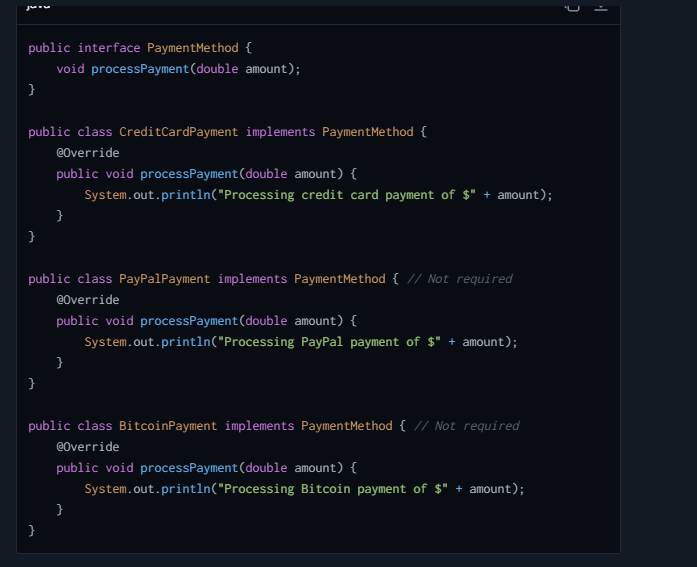 java
public interface PaymentMethod {
    void processPayment(double amount);
}

public class CreditCardPayment implements PaymentMethod {
    @Override
    public void processPayment(double amount) {
        System.out.println("Processing credit card payment of $" + amount);
    }
}

public class PayPalPayment implements PaymentMethod { // Not required
    @Override
    public void processPayment(double amount) {
        System.out.println("Processing PayPal payment of $" + amount);
    }
}

public class BitcoinPayment implements PaymentMethod { // Not required
    @Override
    public void processPayment(double amount) {
        System.out.println("Processing Bitcoin payment of $" + amount);
    }
}